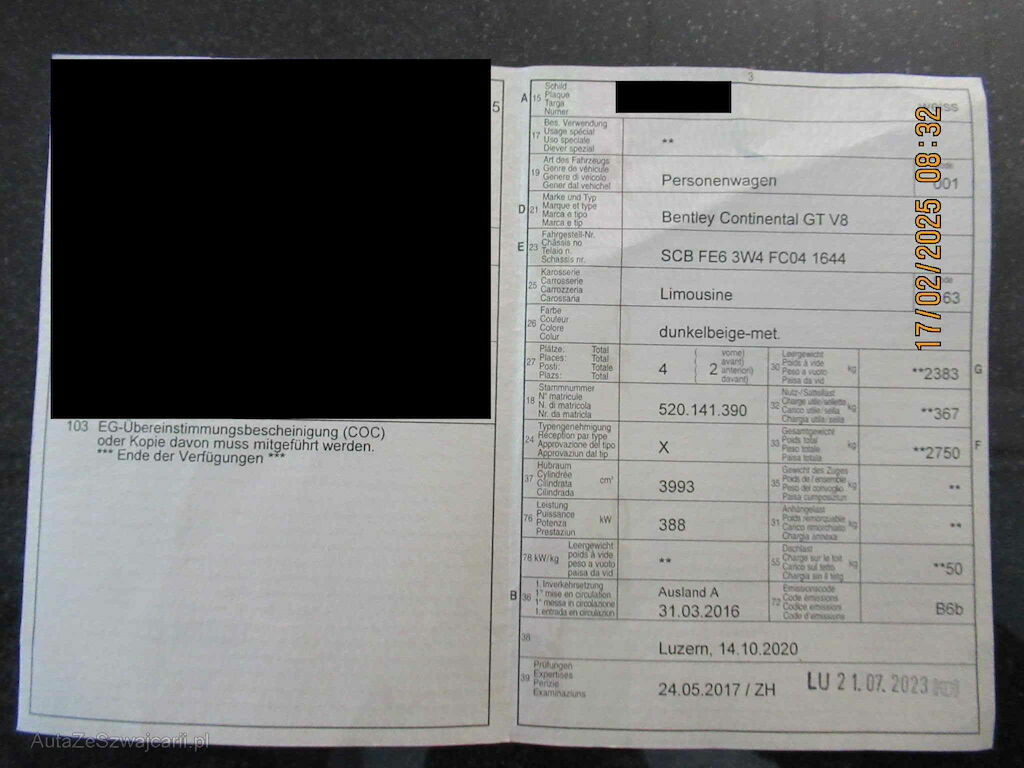 5
103 EG-Übereinstimmungsbescheinigung (COC)
oder Kopie davon muss mitgeführt werden.
*** Ende der Verfügungen ***
3
A 15 Schild
Plaque
Targa
Numer
weiss
17 Bes. Verwendung
Usage spécial
Uso speciale
Diever spezial
**
19 Art des Fahrzeugs
Genre de véhicule
Genere di veicolo
Gener dal vehichel
Personenwagen
001
D 21 Marke und Typ
Marque et type
Marca e tipo
Marca e tip
Bentley Continental GT V8
E 23 Fahrgestell-Nr.
Châssis no
Telaio n.
Schassis nr.
SCB FE6 3W4 FC04 1644
25 Karosserie
Carrosserie
Carrozzeria
Carossaria
Limousine
63
26 Farbe
Couleur
Colore
Colur
dunkelbeige-met.
27 Plätze: Total
Places: Total
Posti: Totale
Plazs: Total
4
( vorne)
( avant)
( anteriori)
( davant)
2
30 Leergewicht
Poids à vide
Peso a vuoto
Paisa da vid
kg
**2383
G
18 Stammnummer
N° matricule
N. di matricola
Nr. da matricla
520.141.390
32 Nutz-/Sattellast
Charge utile/sellette
Carico utile/sella
Chargia utila/sella
kg
**367
24 Typengenehmigung
Réception par type
Approvazione del tipo
Approvaziun dal tip
X
33 Gesamtgewicht
Poids total
Peso totale
Paisa totala
kg
**2750
F
37 Hubraum
Cylindrée
Cilindrata
Cilindrada
cm³
3993
35 Gewicht des Zuges
Poids de l'ensemble
Peso del convoglio
Paisa cumposiziun
kg
**
76 Leistung
Puissance
Potenza
Prestaziun
kW
388
31 Anhängelast
Poids remorquable
Carico rimorchiato
Chargia annexa
kg
**
78 kW/kg
Leergewicht
poids à vide
peso a vuoto
paisa da vid
**
55 Dachlast
Charge sur le toit
Carico sul tetto
Chargia sin il tetg
kg
**50
B 36 1. Inverkehrsetzung
1re mise en circulation
1a messa in circolazione
1. entrada en circulaziun
Ausland A
31.03.2016
72 Emissionscode
Code émissions
Codice emissioni
Code d'emissiuns
B6b
38
Luzern, 14.10.2020
39 Prüfungen
Expertises
Perizie
Examinaziuns
24.05.2017 / ZH
LU 21.07.2023
17/02/2025 08:32
AutaZeSzwajcarii.pl